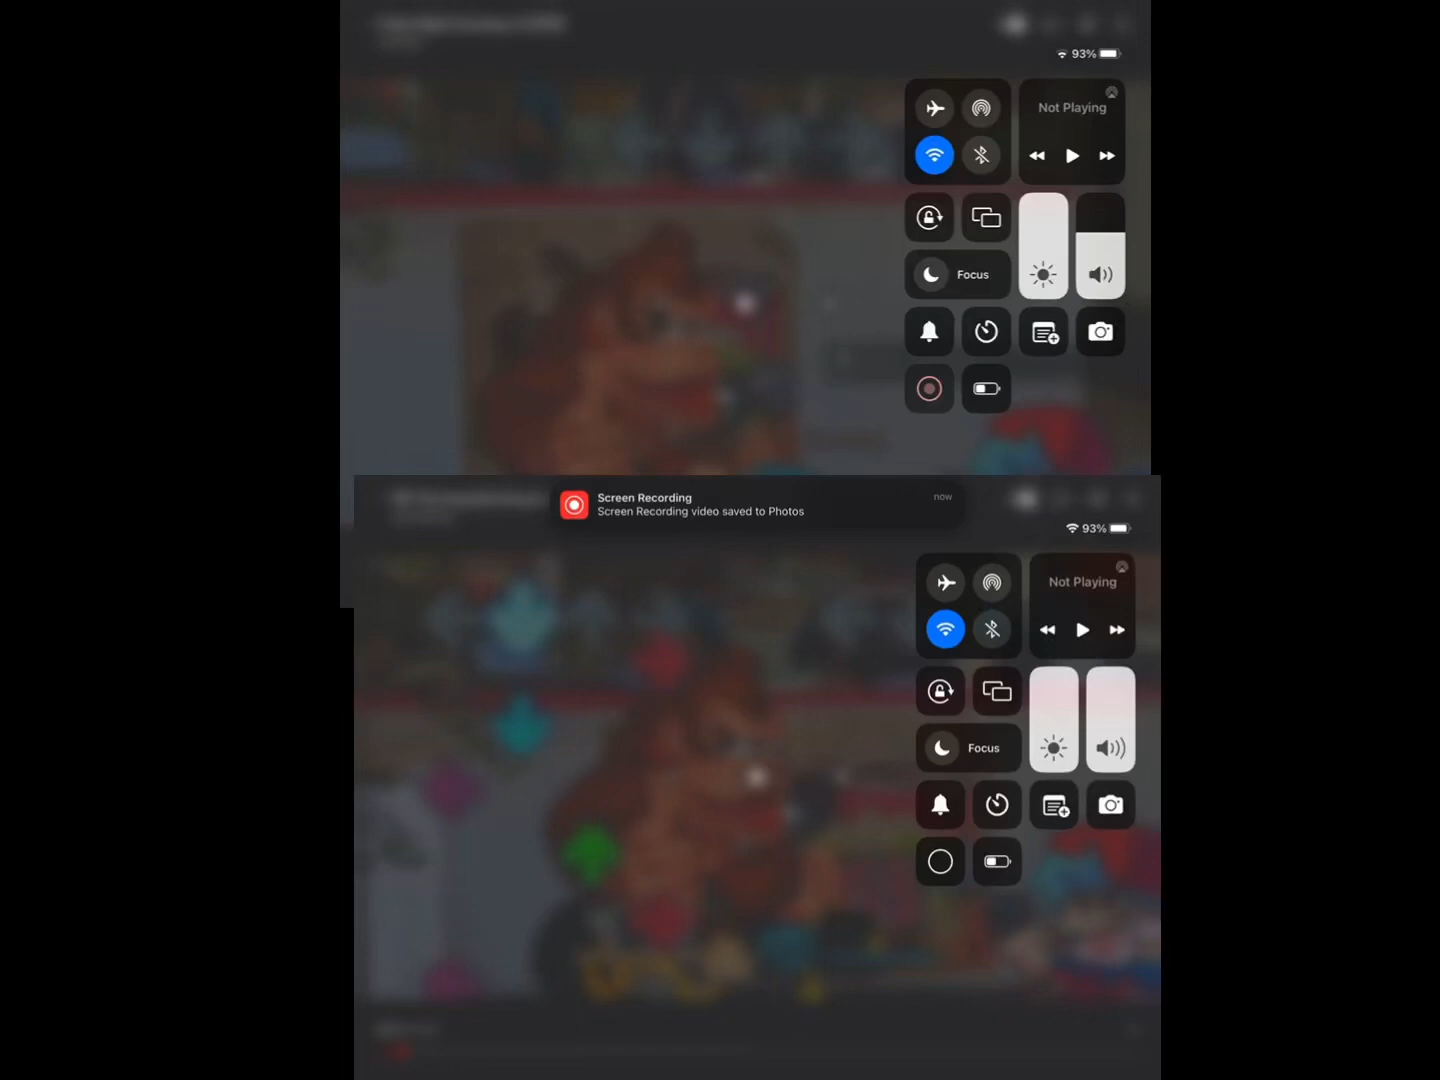 93%
Not Playing
Focus
Screen Recording
now
Screen Recording video saved to Photos
93%
Not Playing
Focus